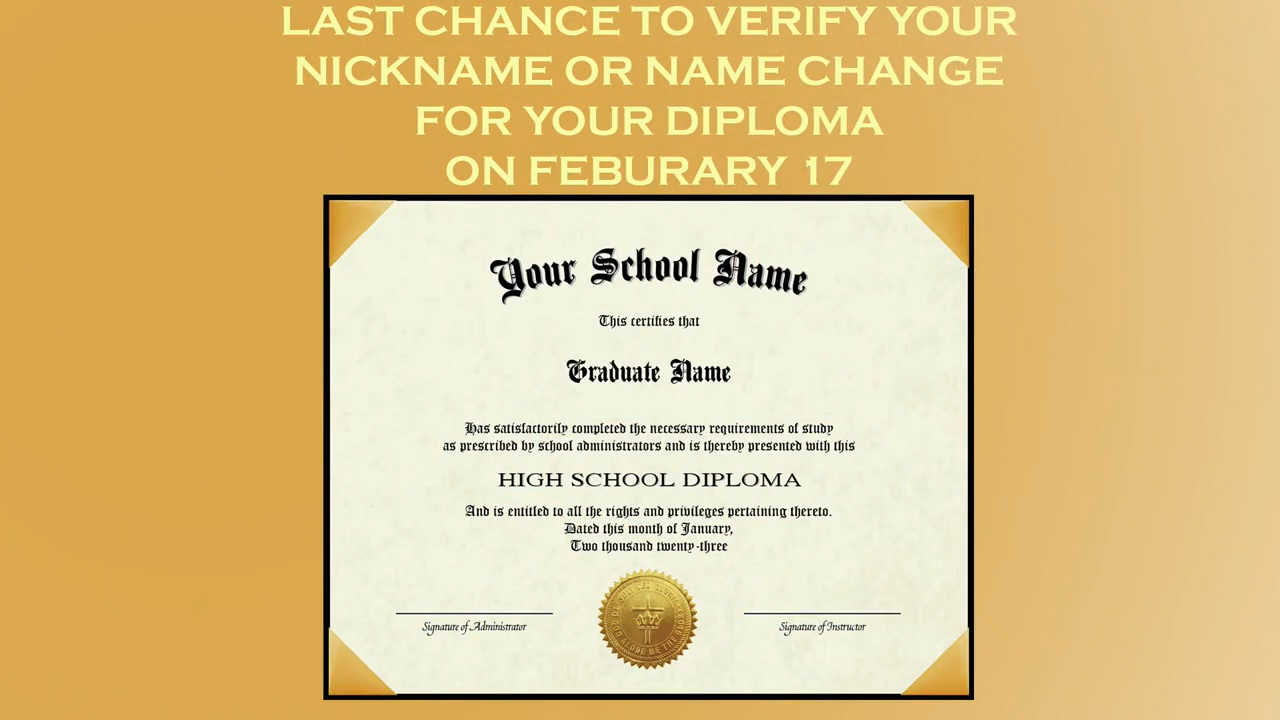 LAST CHANCE TO VERIFY YOUR
NICKNAME OR NAME CHANGE
FOR YOUR DIPLOMA
ON FEBURARY 17
Your School Name
This certifies that
Graduate Name
Has satisfactorily completed the necessary requirements of study
as prescribed by school administrators and is thereby presented with this
HIGH SCHOOL DIPLOMA
And is entitled to all the rights and privileges pertaining thereto.
Dated this month of January,
Two thousand twenty-three
ALONE BE THE
Signature of Administrator
Signature of Instructor